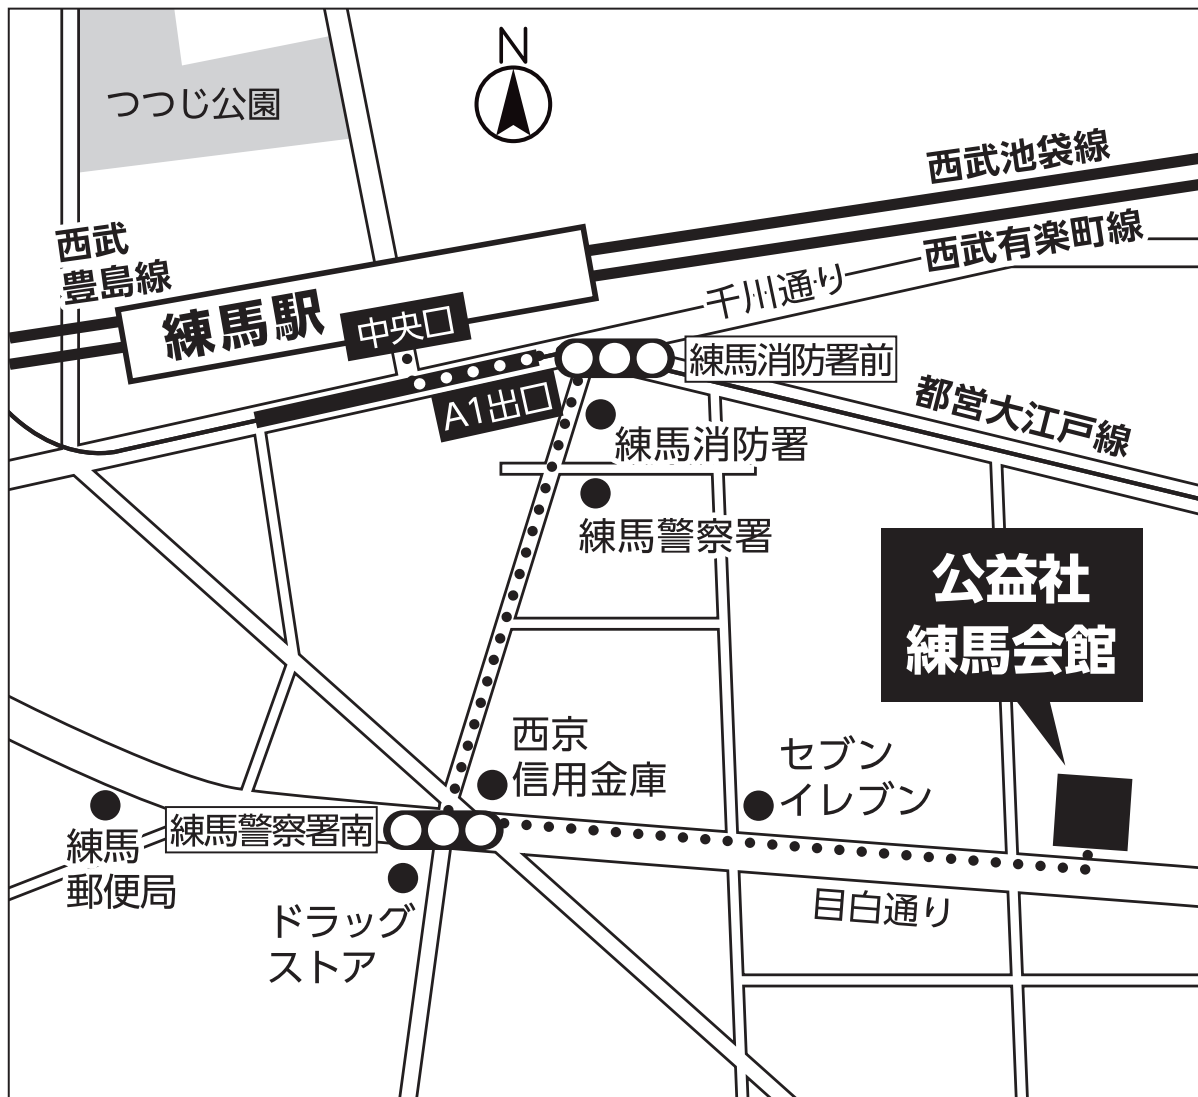 N
つつじ公園
西武池袋線
西武有楽町線
西武
豊島線
練馬駅
中央口
千川通り
A1出口
練馬消防署前
都営大江戸線
練馬消防署
練馬警察署
公益社
練馬会館
西京
信用金庫
セブン
イレブン
練馬警察署南
練馬
郵便局
ドラッグ
ストア
目白通り